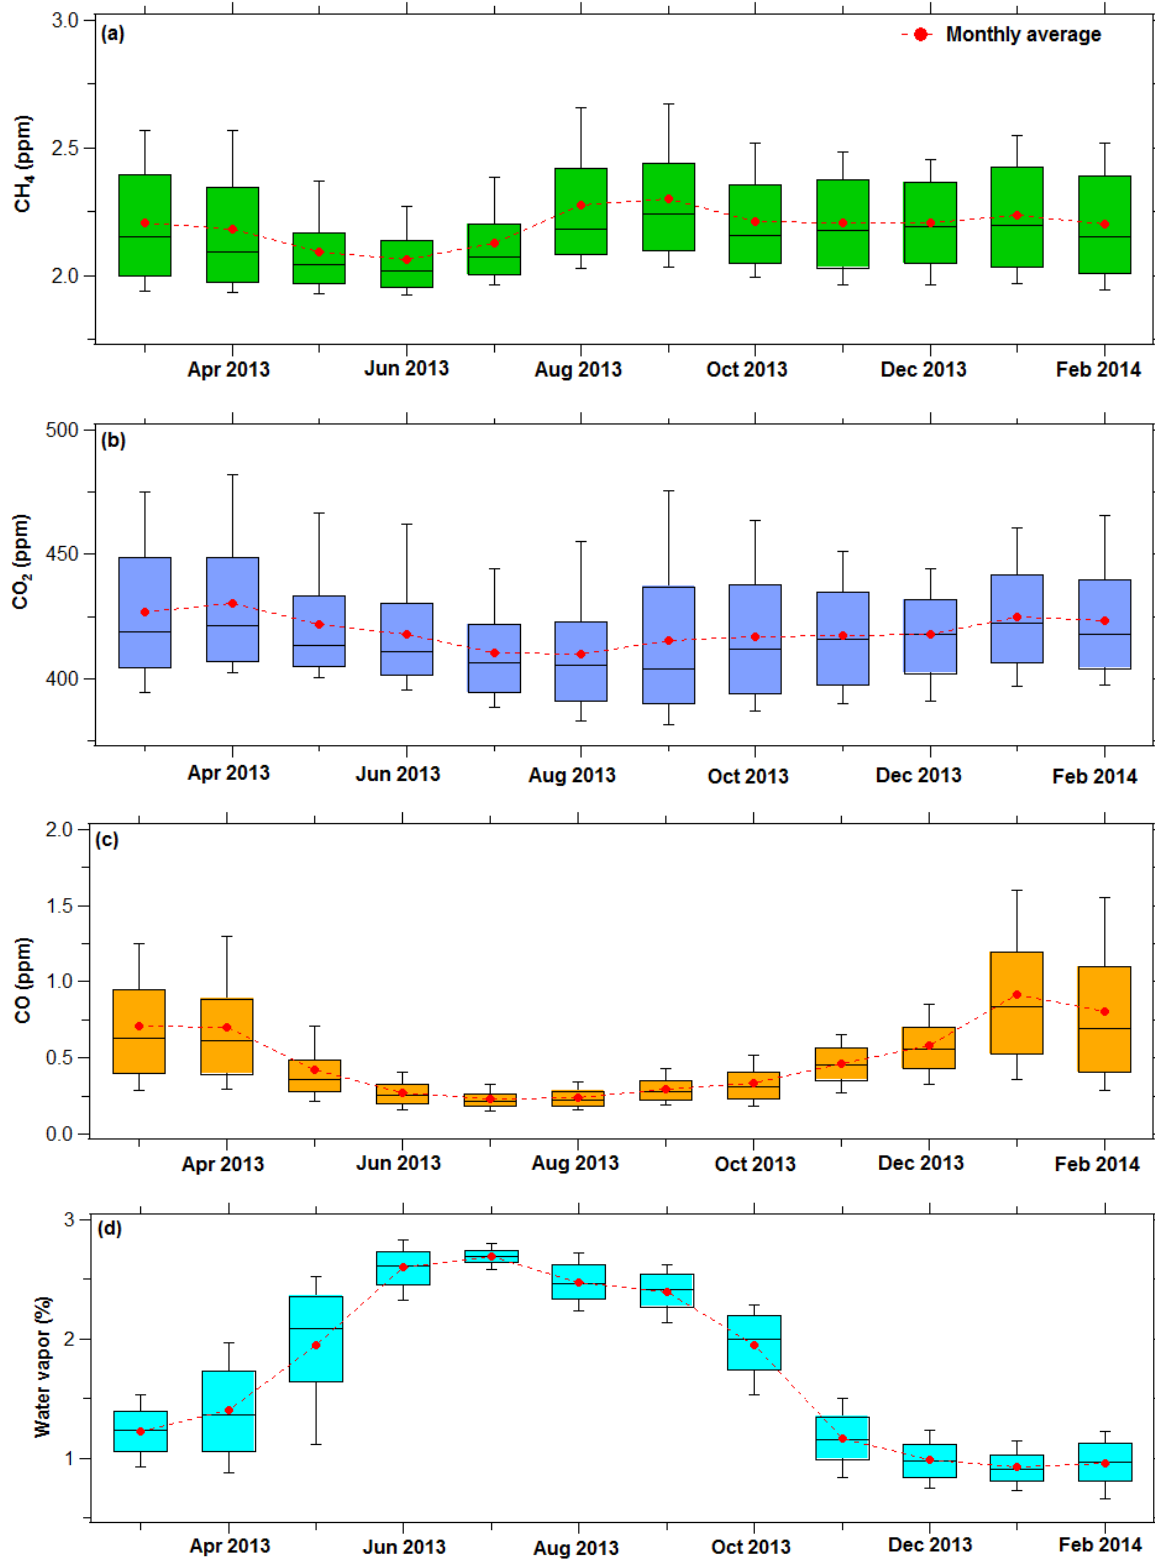 3.0
(a)
Monthly average
2.5
2.0
CH₄ (ppm)
Apr 2013 Jun 2013 Aug 2013 Oct 2013 Dec 2013 Feb 2014
500
(b)
450
400
CO₂ (ppm)
Apr 2013 Jun 2013 Aug 2013 Oct 2013 Dec 2013 Feb 2014
2.0
(c)
1.5
1.0
0.5
0.0
CO (ppm)
Apr 2013 Jun 2013 Aug 2013 Oct 2013 Dec 2013 Feb 2014
3
(d)
2
1
Water vapor (%)
Apr 2013 Jun 2013 Aug 2013 Oct 2013 Dec 2013 Feb 2014